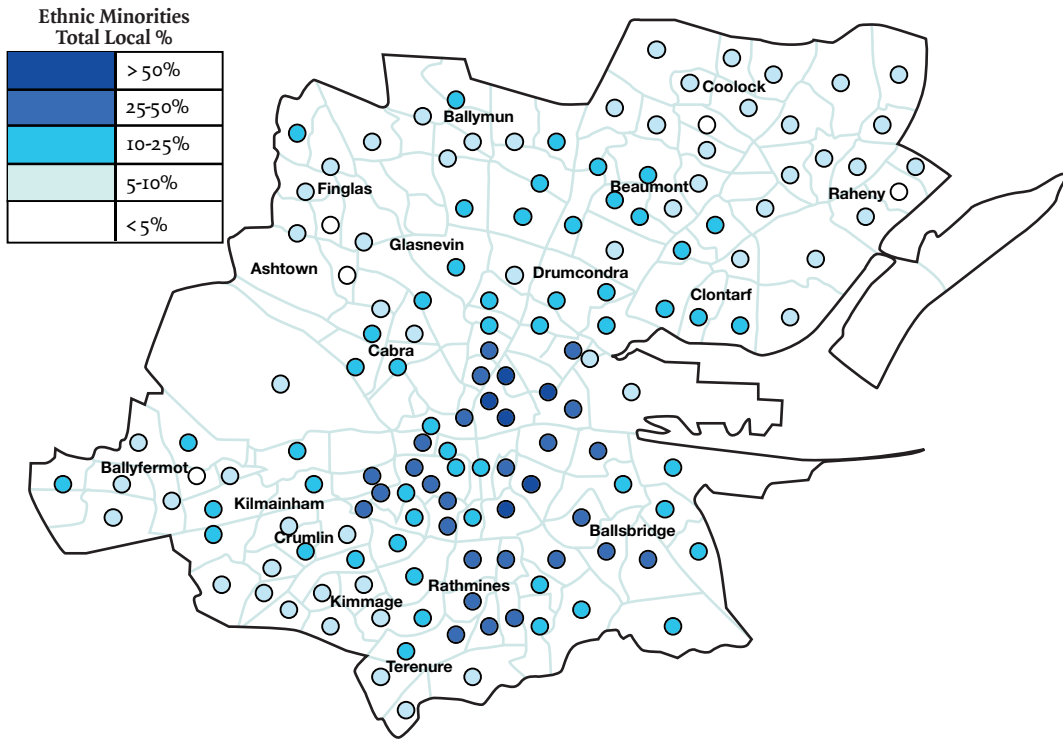 Ethnic Minorities
Total Local %
> 50%
25-50%
10-25%
5-10%
< 5%
Coolock
Ballymun
Beaumont
Finglas
Raheny
Glasnevin
Ashtown
Drumcondra
Clontarf
Cabra
Ballyfermot
Kilmainham
Ballsbridge
Crumlin
Rathmines
Kimmage
Terenure